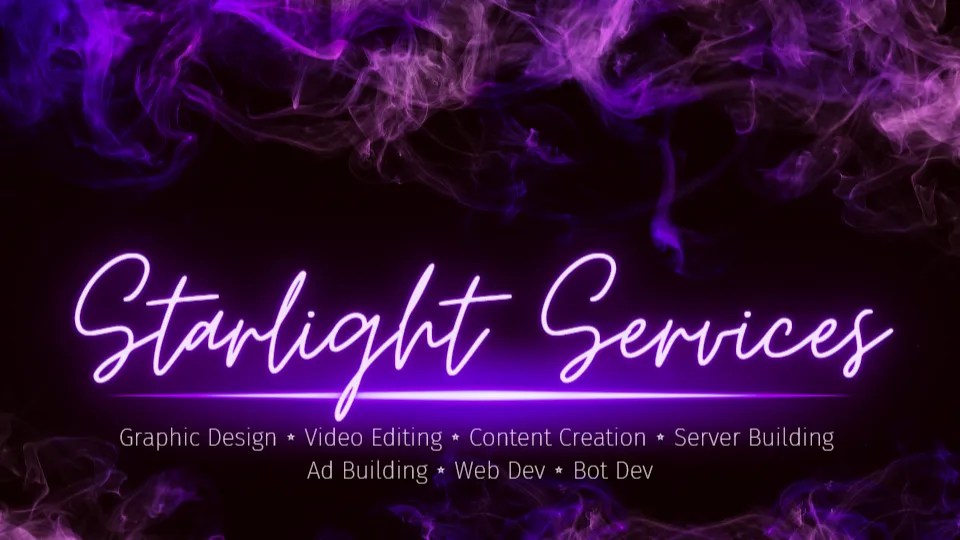 Starlight Services
Graphic Design ⋆ Video Editing ⋆ Content Creation ⋆ Server Building
Ad Building ⋆ Web Dev ⋆ Bot Dev